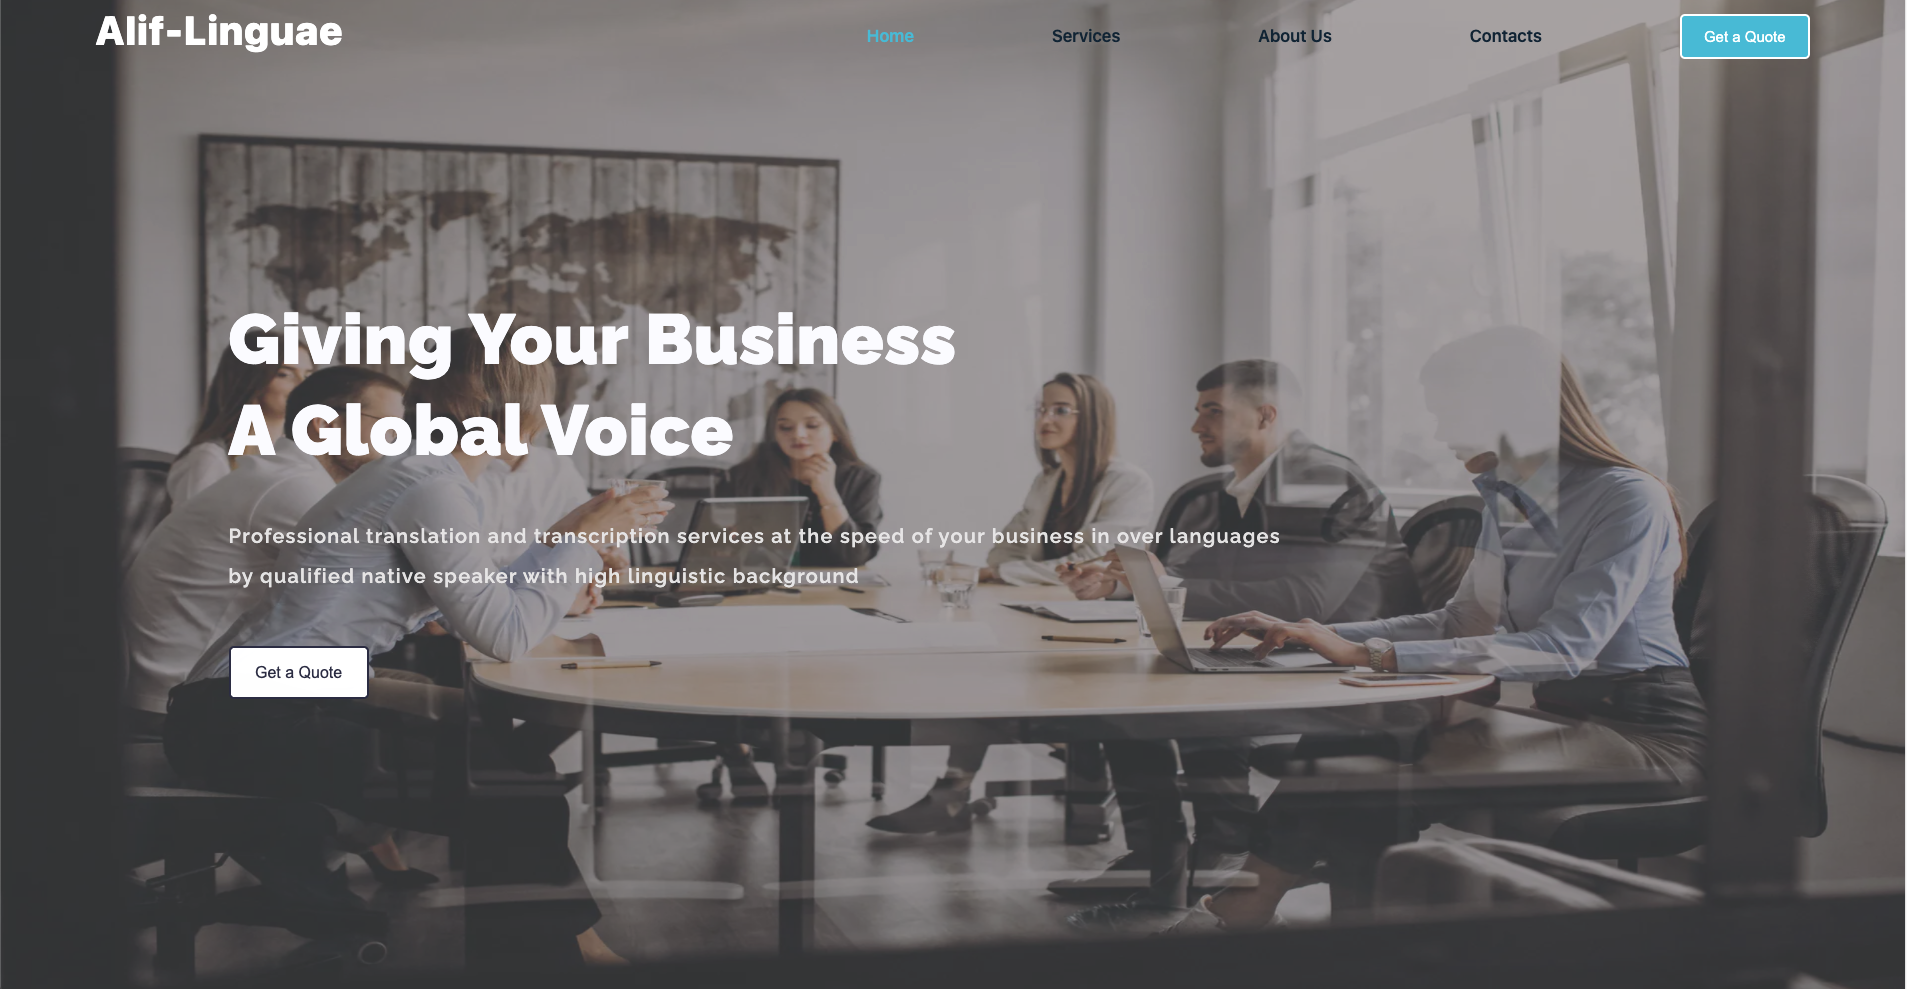 Alif-Linguae
Home
Services
About Us
Contacts
Get a Quote
Giving Your Business
A Global Voice
Professional translation and transcription services at the speed of your business in over languages
by qualified native speaker with high linguistic background
Get a Quote